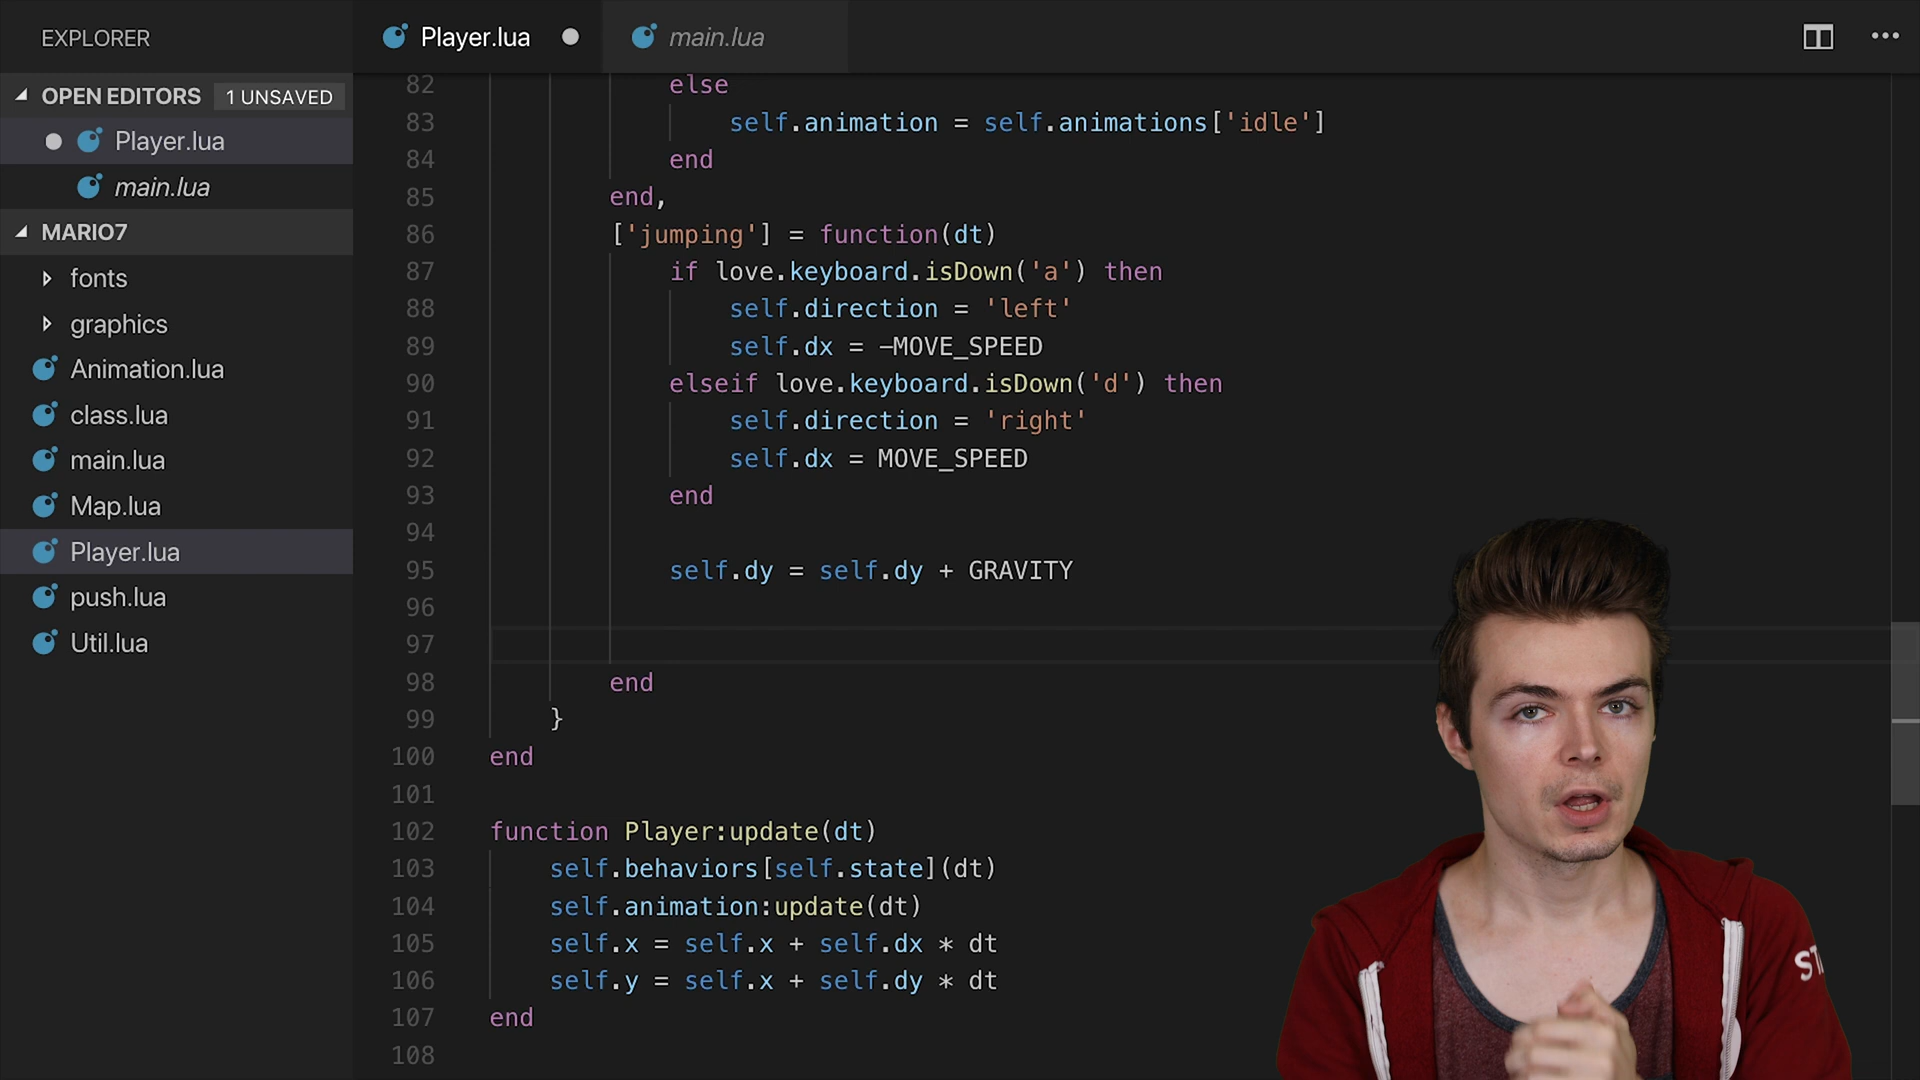 EXPLORER
OPEN EDITORS 1 UNSAVED
Player.lua
main.lua
MARIO7
fonts
graphics
Animation.lua
class.lua
main.lua
Map.lua
Player.lua
push.lua
Util.lua
Player.lua main.lua
82 else
83 self.animation = self.animations['idle']
84 end
85 end,
86 ['jumping'] = function(dt)
87 if love.keyboard.isDown('a') then
88 self.direction = 'left'
89 self.dx = -MOVE_SPEED
90 elseif love.keyboard.isDown('d') then
91 self.direction = 'right'
92 self.dx = MOVE_SPEED
93 end
94
95 self.dy = self.dy + GRAVITY
96
97
98 end
99 }
100 end
101
102 function Player:update(dt)
103 self.behaviors[self.state](dt)
104 self.animation:update(dt)
105 self.x = self.x + self.dx * dt
106 self.y = self.x + self.dy * dt
107 end
108